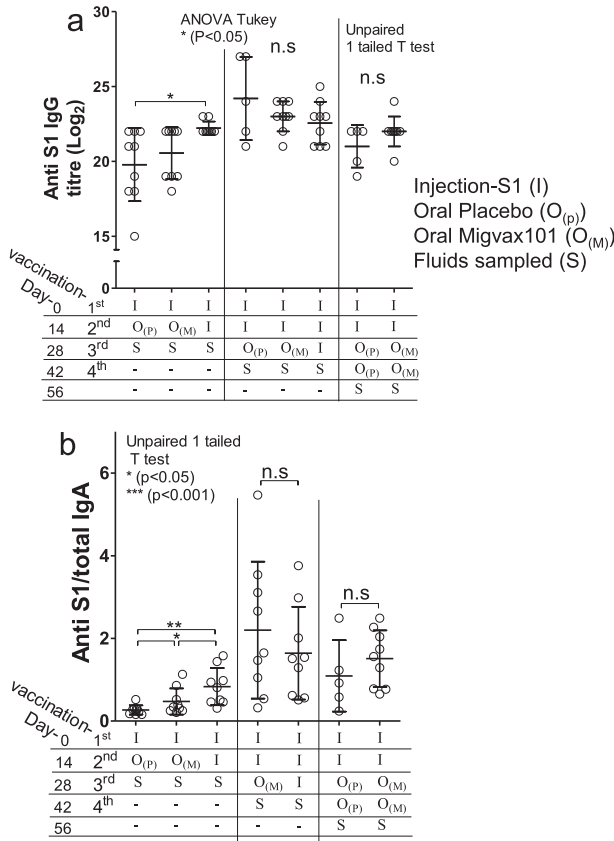 a
ANOVA Tukey
* (P<0.05)
n.s
Unpaired
1 tailed T test
n.s
*
Anti S1 IgG
titre (Log2)
30
25
20
15
0
Injection-S1 (I)
Oral Placebo (O(p))
Oral Migvax101 (O(M))
Fluids sampled (S)
vaccination-
Day-
0 1st I I I I I I I I
14 2nd O(P) O(M) I I I I I I
28 3rd S S S O(P) O(M) I O(P) O(M)
42 4th - - - S S S O(P) O(M)
56 - - - - - - S S
b
Unpaired 1 tailed
T test
* (p<0.05)
*** (p<0.001)
n.s
n.s
**
*
Anti S1/total IgA
6
4
2
0
vaccination-
Day-
0 1st I I I I I I I
14 2nd O(P) O(M) I I I I I
28 3rd S S S O(M) I O(P) O(M)
42 4th - - - S S O(P) O(M)
56 - - - - - S S